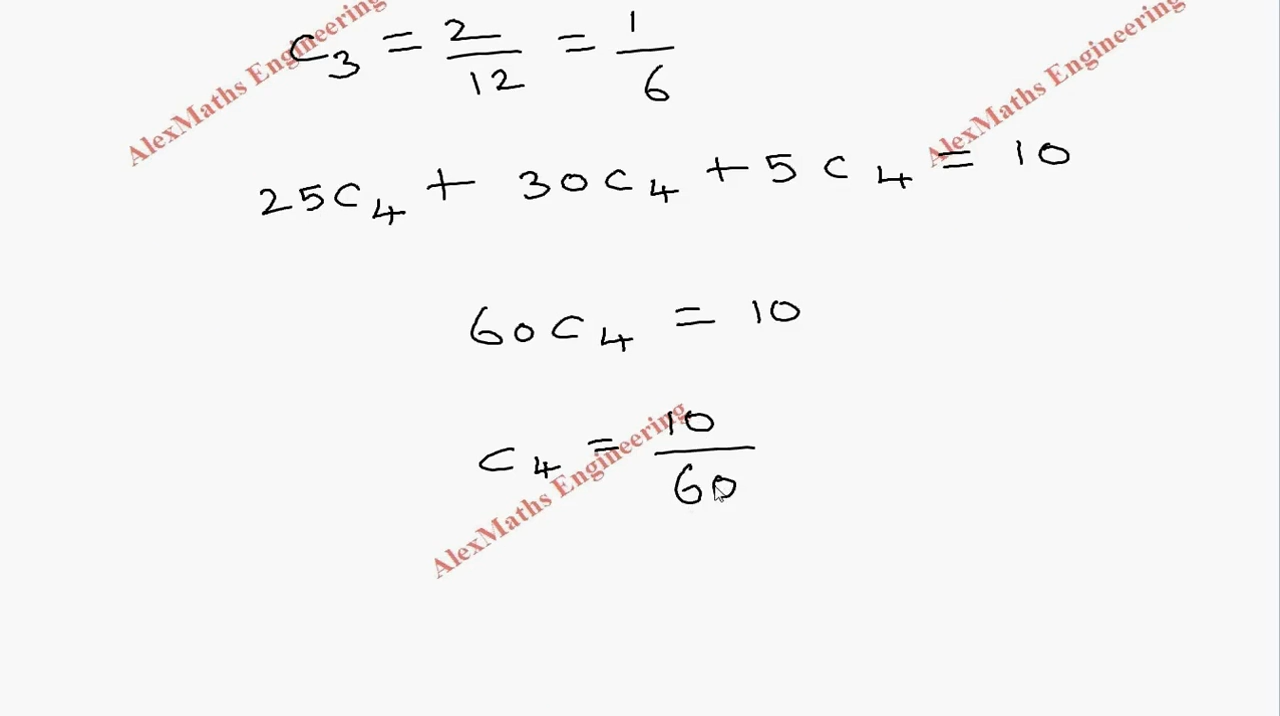 AlexMaths Engineering
C₃ = 2/12 = 1/6
AlexMaths Engineering
25C₄ + 30C₄ + 5C₄ = 10
60C₄ = 10
C₄ = 10/60
AlexMaths Engineering